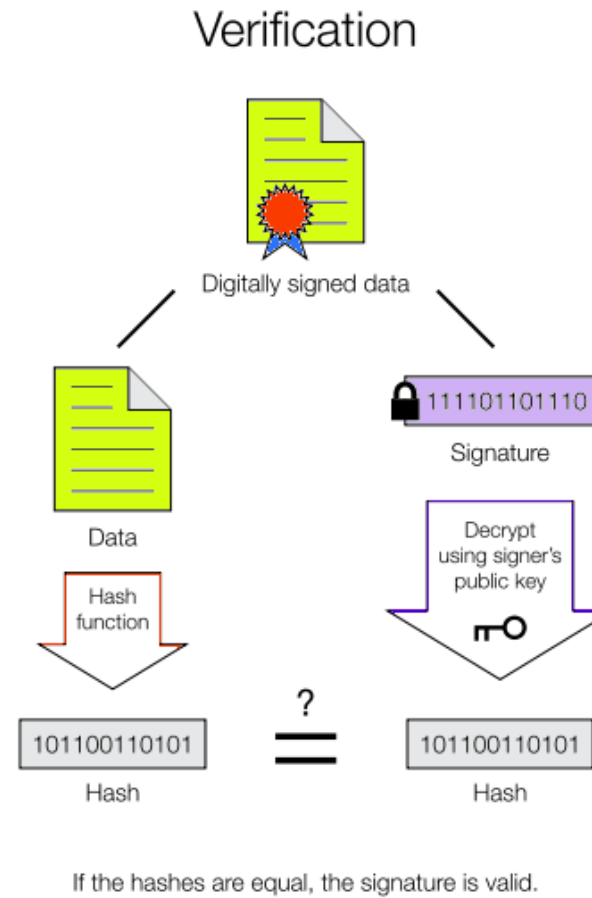 Verification
Digitally signed data
111101101110
Data
Signature
Hash
function
Decrypt
using signer's
public key
?
101100110101
101100110101
Hash
Hash
If the hashes are equal, the signature is valid.